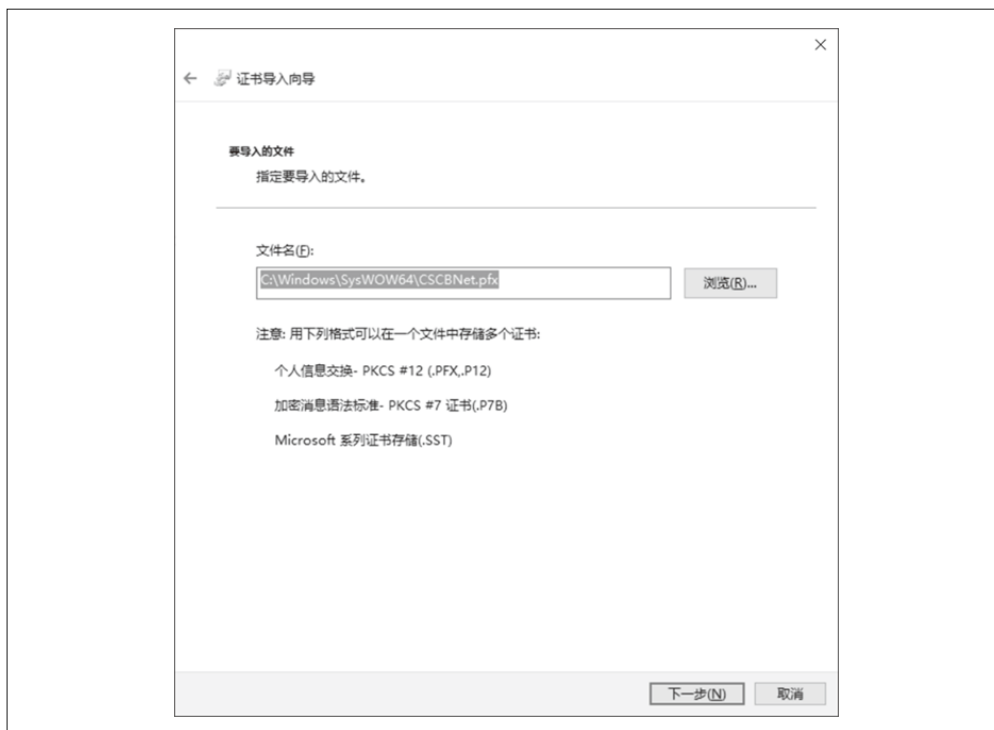 证书导入向导
要导入的文件
指定要导入的文件。
文件名(F):
C:\Windows\SysWOW64\CSCBNet.pfx
浏览(R)...
注意: 用下列格式可以在一个文件中存储多个证书:
个人信息交换- PKCS #12 (.PFX,.P12)
加密消息语法标准- PKCS #7 证书(.P7B)
Microsoft 系列证书存储(.SST)
下一步(N)
取消